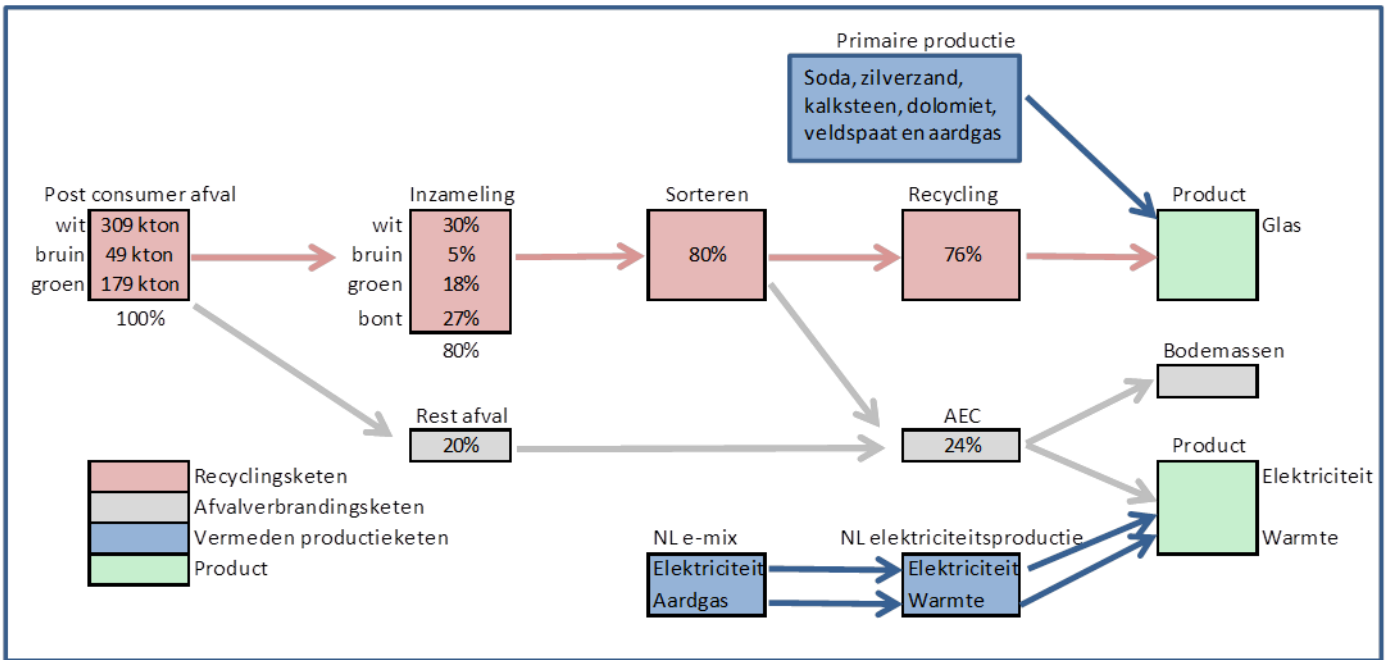 Primaire productie
Soda, zilverzand,
kalksteen, dolomiet,
veldspaat en aardgas
Post consumer afval
wit 309 kton
bruin 49 kton
groen 179 kton
100%
Inzameling
wit 30%
bruin 5%
groen 18%
bont 27%
80%
Sorteren
80%
Recycling
76%
Product
Glas
Bodemassen
Rest afval
20%
AEC
24%
Product
Elektriciteit
Warmte
Recyclingsketen
Afvalverbrandingsketen
Vermeden productieketen
Product
NL e-mix
Elektriciteit
Aardgas
NL elektriciteitsproductie
Elektriciteit
Warmte